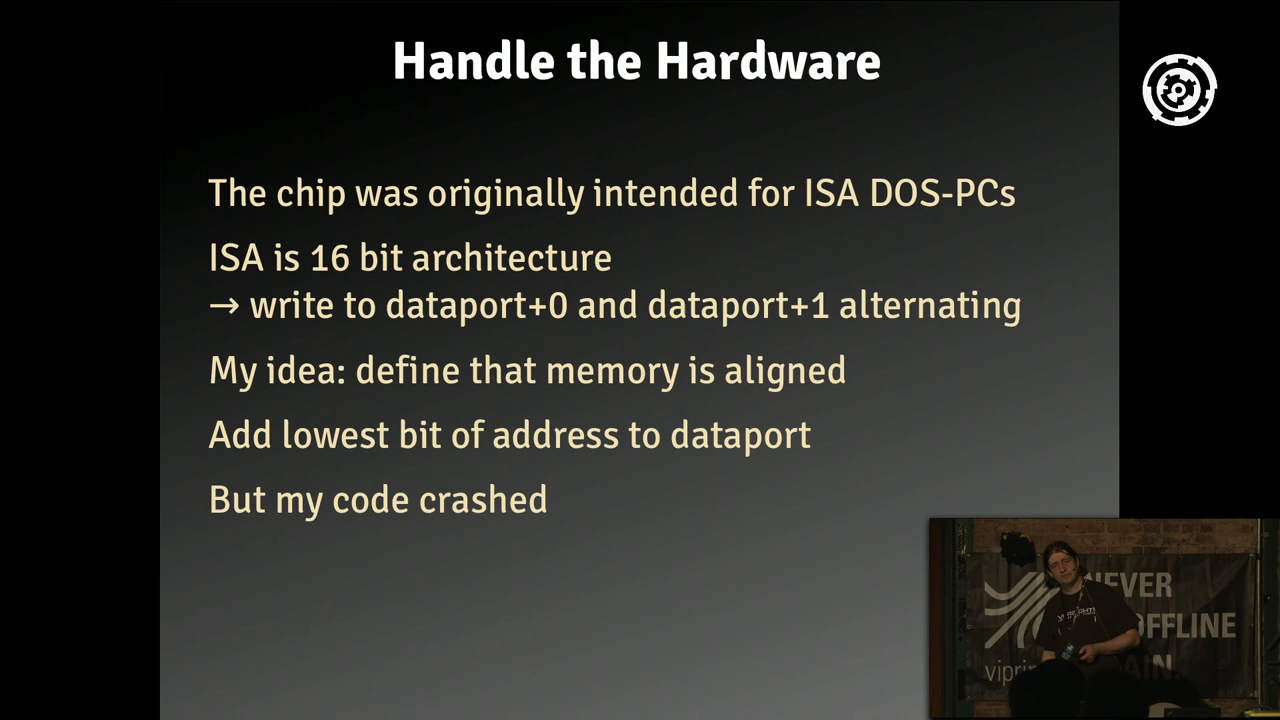 Handle the Hardware
The chip was originally intended for ISA DOS-PCs
ISA is 16 bit architecture
→ write to dataport+0 and dataport+1 alternating
My idea: define that memory is aligned
Add lowest bit of address to dataport
But my code crashed
NEVER
OFFLINE